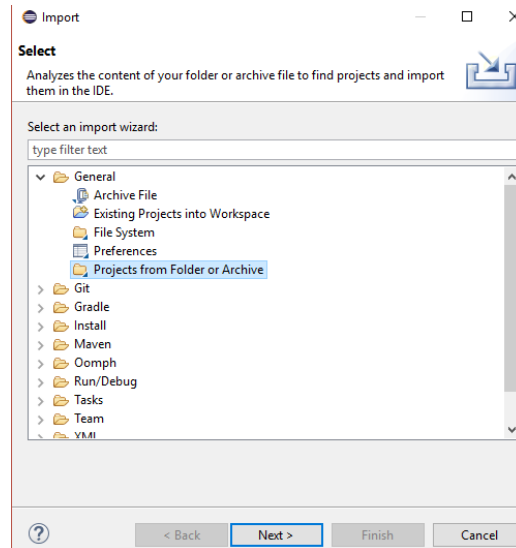 Import
Select
Analyzes the content of your folder or archive file to find projects and import
them in the IDE.
Select an import wizard:
type filter text
General
Archive File
Existing Projects into Workspace
File System
Preferences
Projects from Folder or Archive
Git
Gradle
Install
Maven
Oomph
Run/Debug
Tasks
Team
XML
?
< Back Next > Finish Cancel